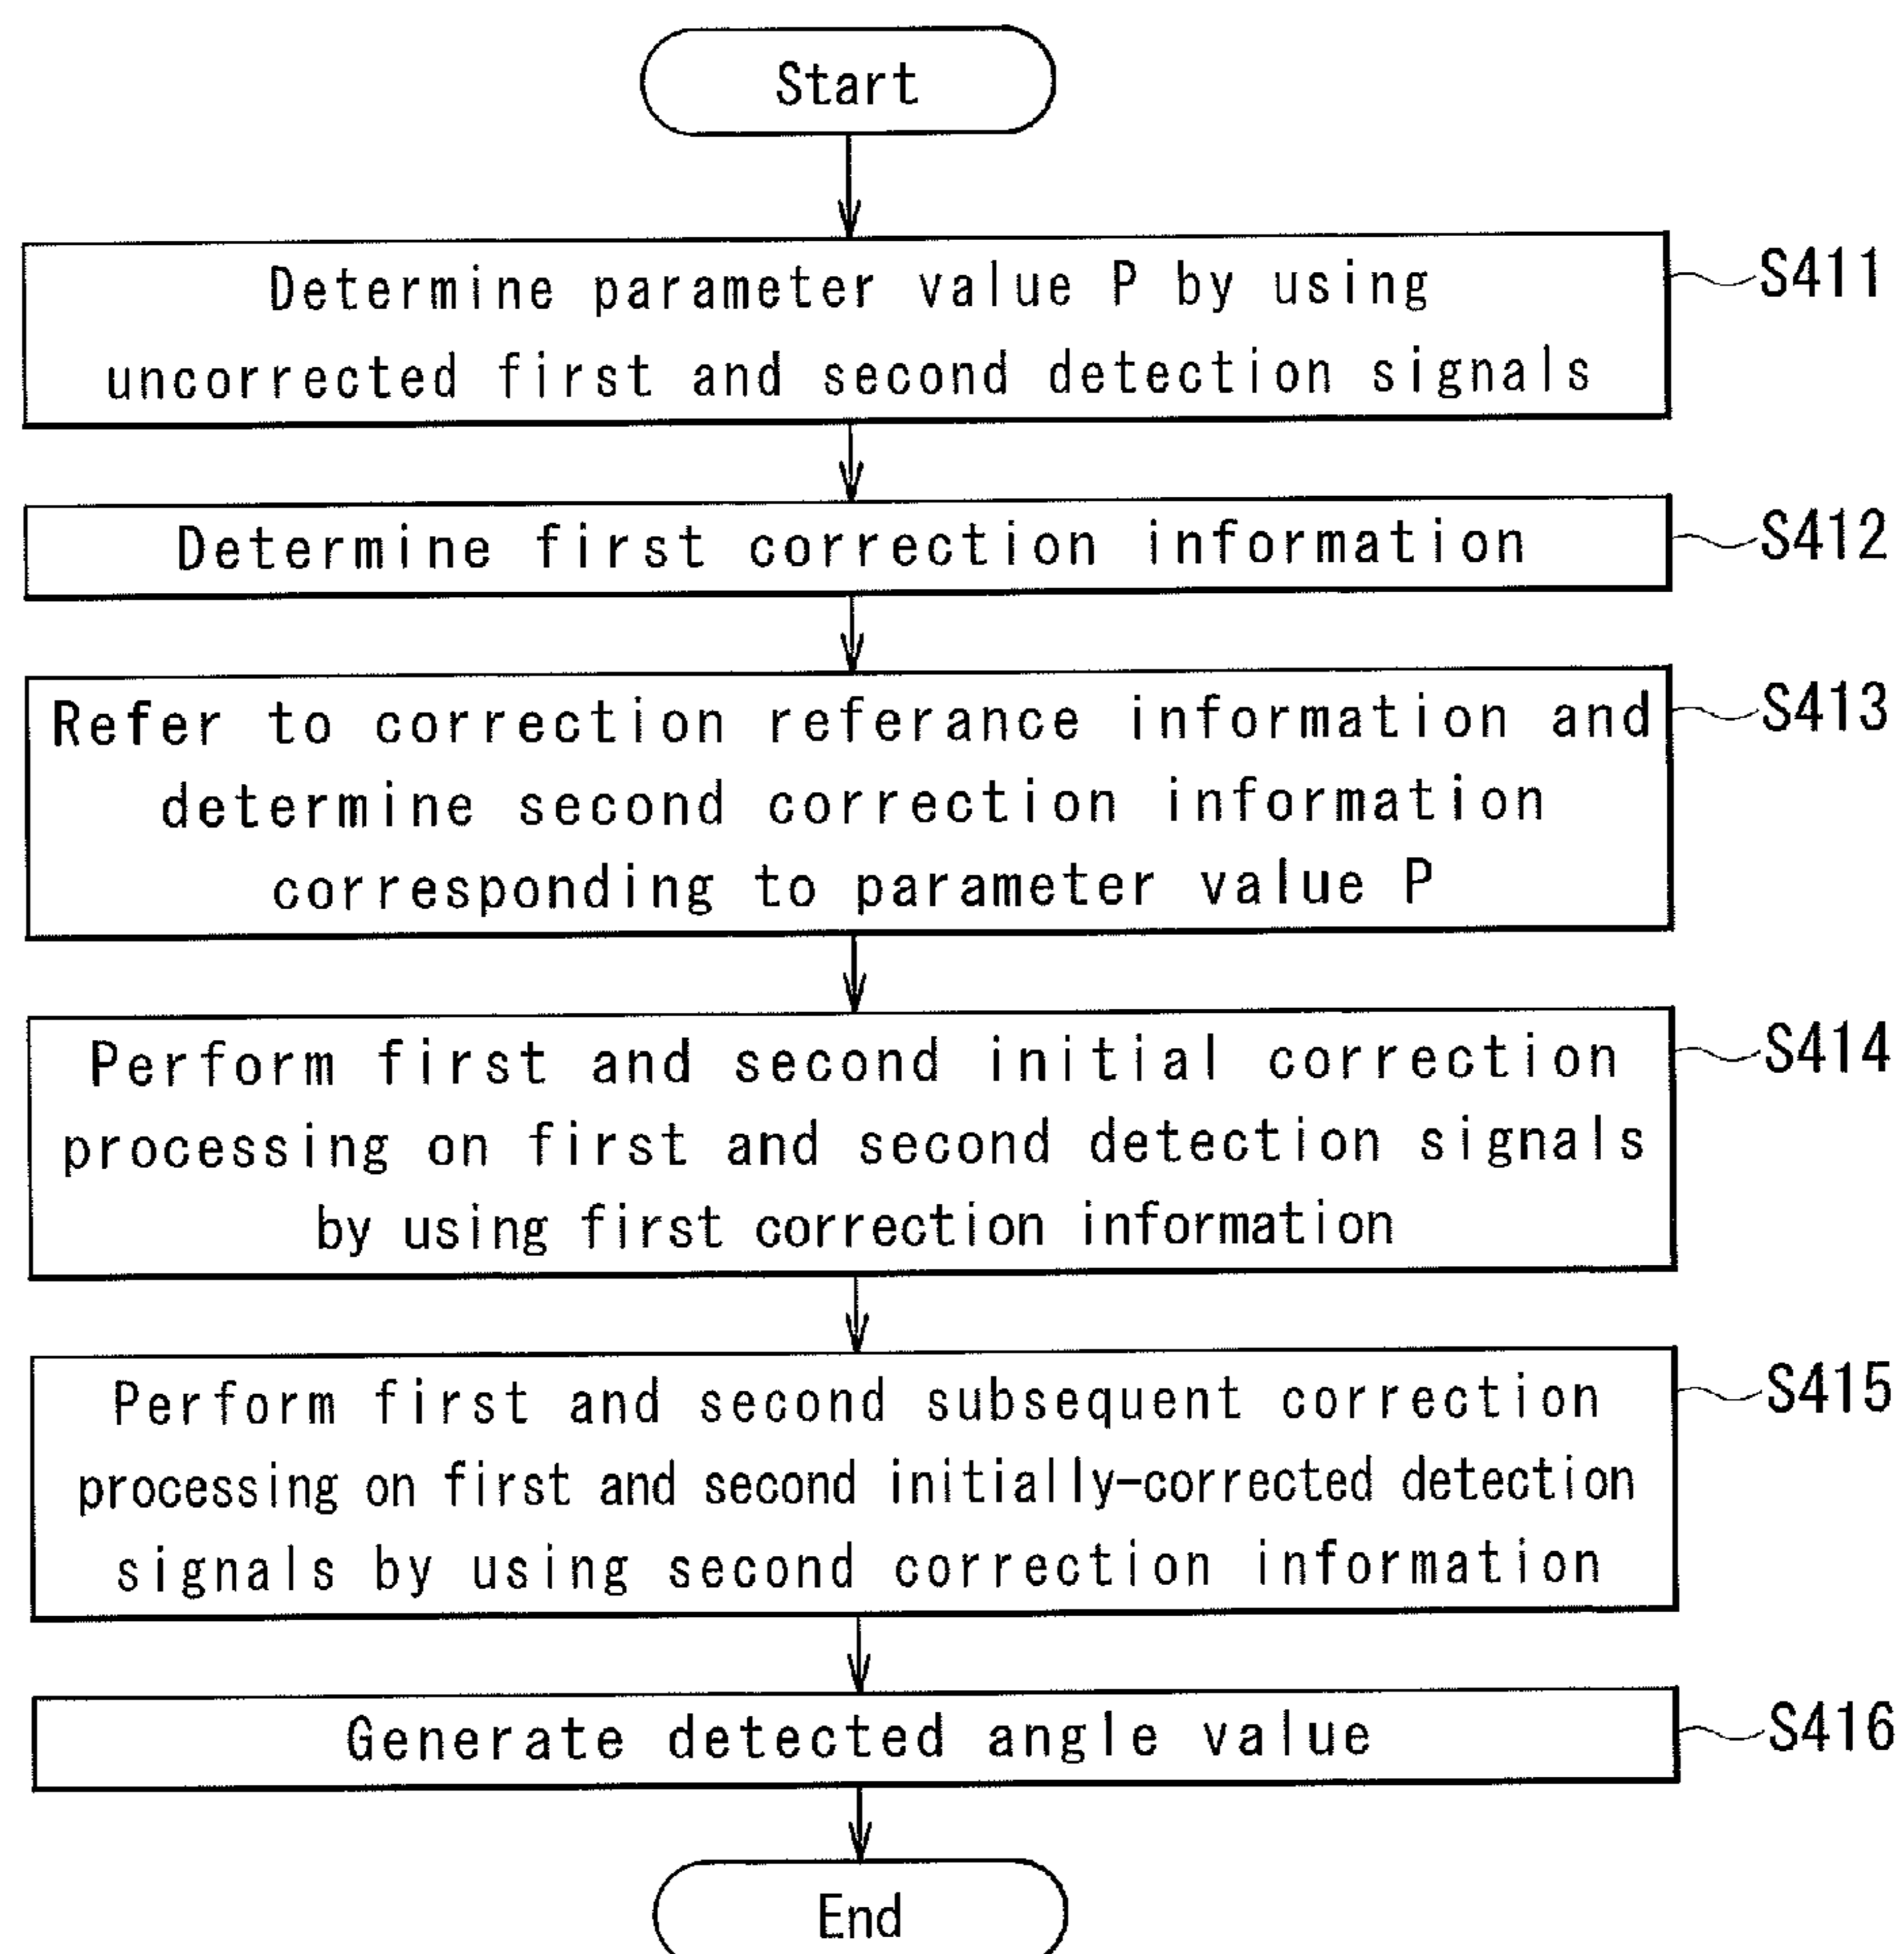 Start
Determine parameter value P by using
uncorrected first and second detection signals
S411
Determine first correction information
S412
Refer to correction referance information and
determine second correction information
corresponding to parameter value P
S413
Perform first and second initial correction
processing on first and second detection signals
by using first correction information
S414
Perform first and second subsequent correction
processing on first and second initially-corrected detection
signals by using second correction information
S415
Generate detected angle value
S416
End